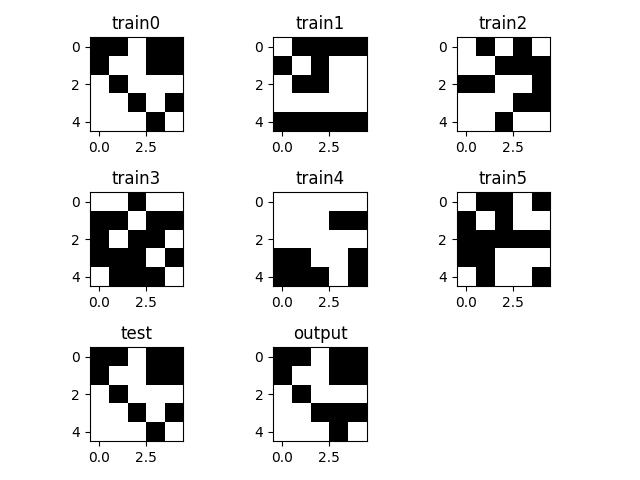 train0 train1 train2
0 0 0
2 2 2
4 4 4
0.0 2.5 0.0 2.5 0.0 2.5
train3 train4 train5
0 0 0
2 2 2
4 4 4
0.0 2.5 0.0 2.5 0.0 2.5
test output
0 0
2 2
4 4
0.0 2.5 0.0 2.5